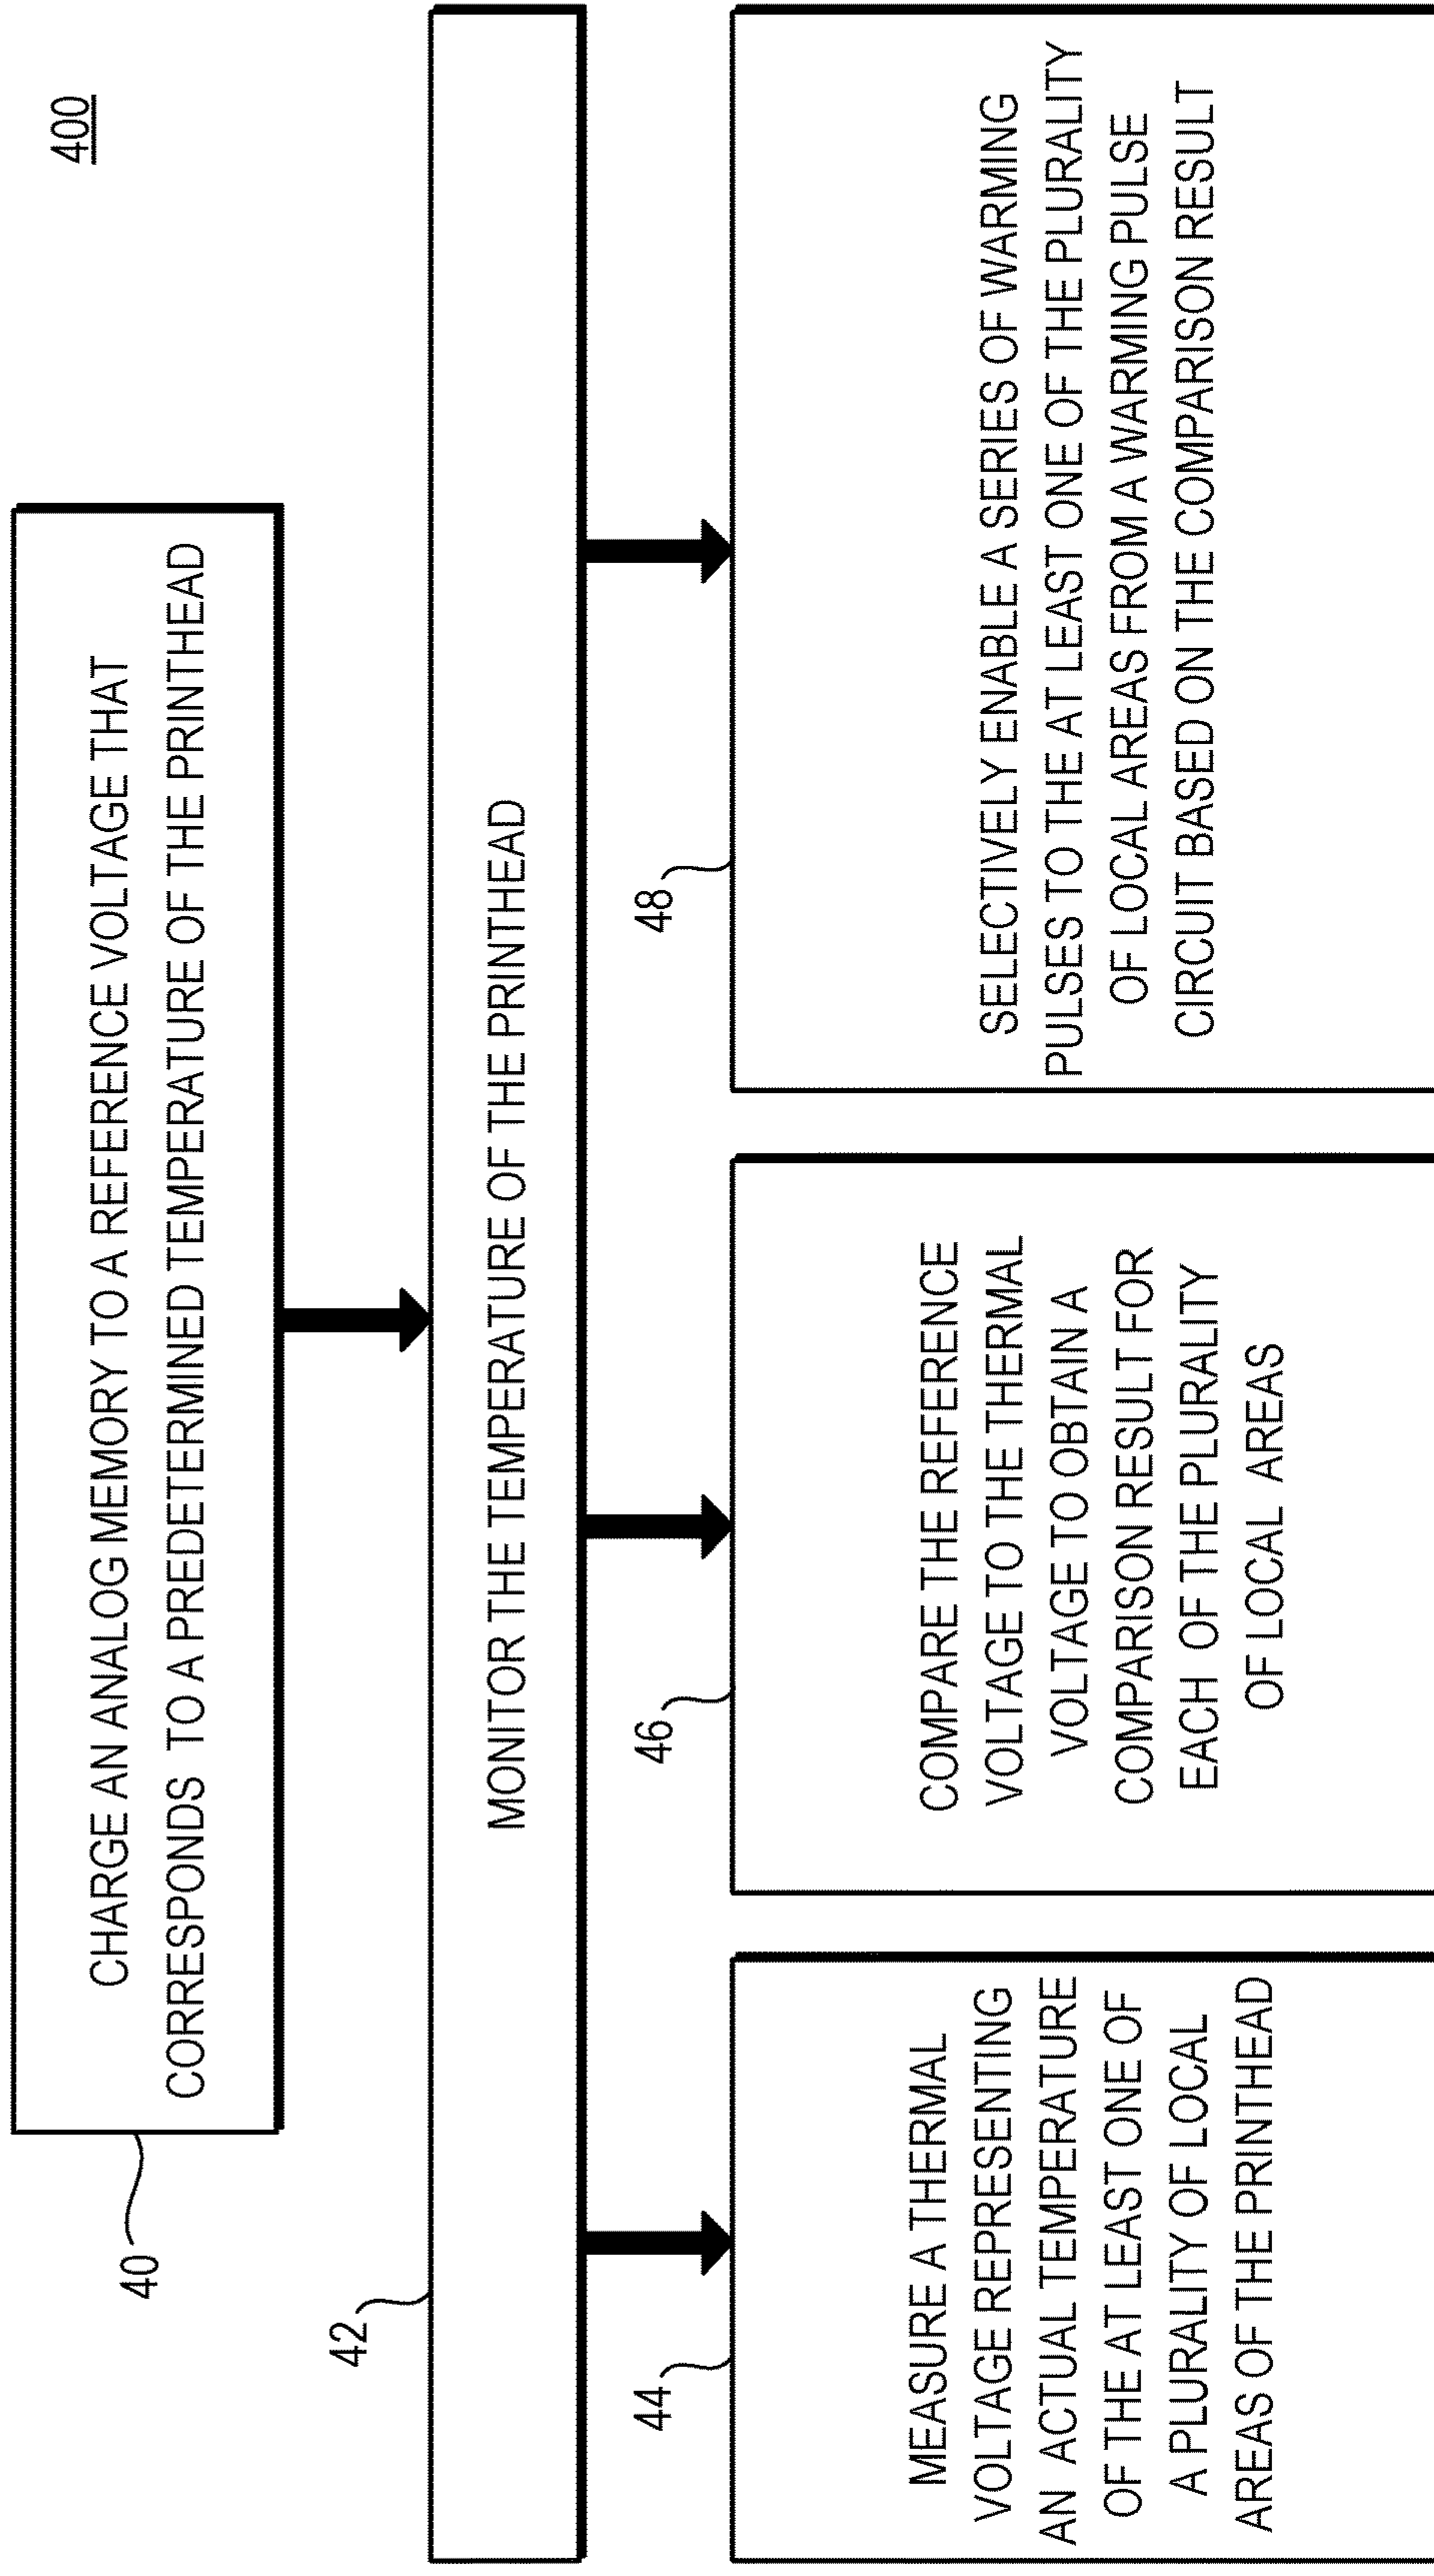 400
CHARGE AN ANALOG MEMORY TO A REFERENCE VOLTAGE THAT
CORRESPONDS TO A PREDETERMINED TEMPERATURE OF THE PRINTHEAD
40
42
MONITOR THE TEMPERATURE OF THE PRINTHEAD
44
MEASURE A THERMAL
VOLTAGE REPRESENTING
AN ACTUAL TEMPERATURE
OF THE AT LEAST ONE OF
A PLURALITY OF LOCAL
AREAS OF THE PRINTHEAD
46
COMPARE THE REFERENCE
VOLTAGE TO THE THERMAL
VOLTAGE TO OBTAIN A
COMPARISON RESULT FOR
EACH OF THE PLURALITY
OF LOCAL AREAS
48
SELECTIVELY ENABLE A SERIES OF WARMING
PULSES TO THE AT LEAST ONE OF THE PLURALITY
OF LOCAL AREAS FROM A WARMING PULSE
CIRCUIT BASED ON THE COMPARISON RESULT